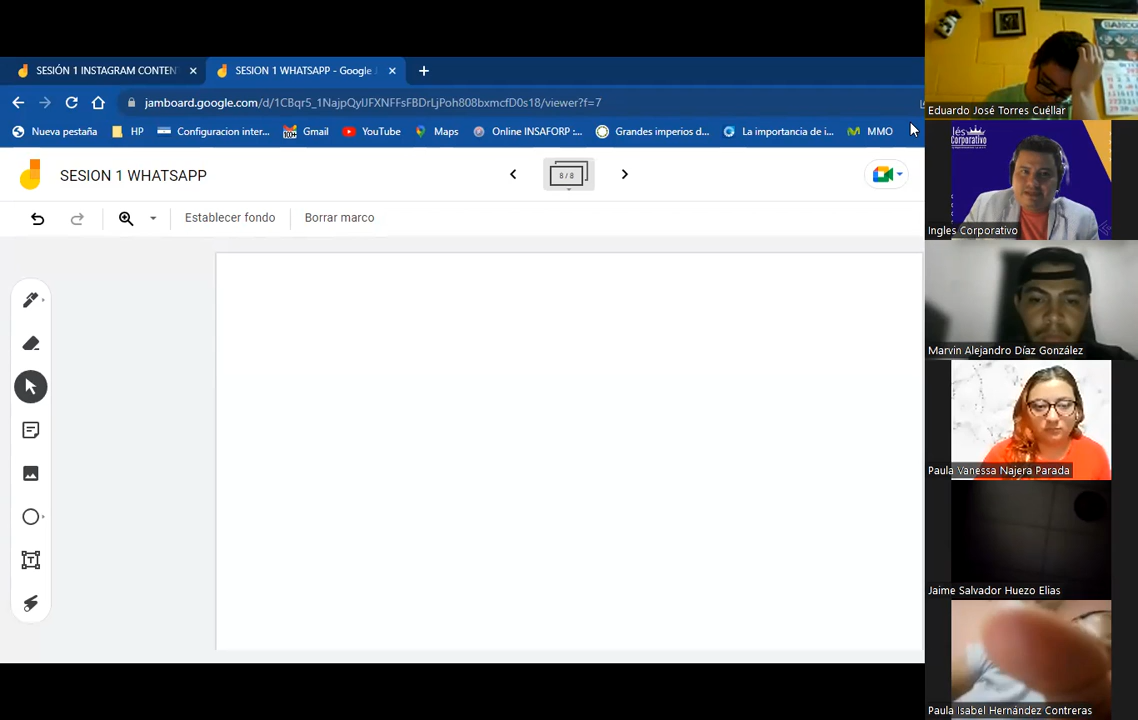 SESIÓN 1 INSTAGRAM CONTEN
SESION 1 WHATSAPP - Google
jamboard.google.com/d/1CBqr5_1NajpQyIJFXNFFsFBDrLjPoh808bxmcfD0s18/viewer?f=7
Nueva pestaña
HP
Configuracion inter...
Gmail
YouTube
Maps
Online INSAFORP :...
Grandes imperios d...
La importancia de i...
MMO
SESION 1 WHATSAPP
8 / 8
Establecer fondo
Borrar marco
Eduardo José Torres Cuéllar
lés
Corporativo
Ingles Corporativo
Marvin Alejandro Díaz González
Paula Vanessa Najera Parada
Jaime Salvador Huezo Elias
Paula Isabel Hernández Contreras